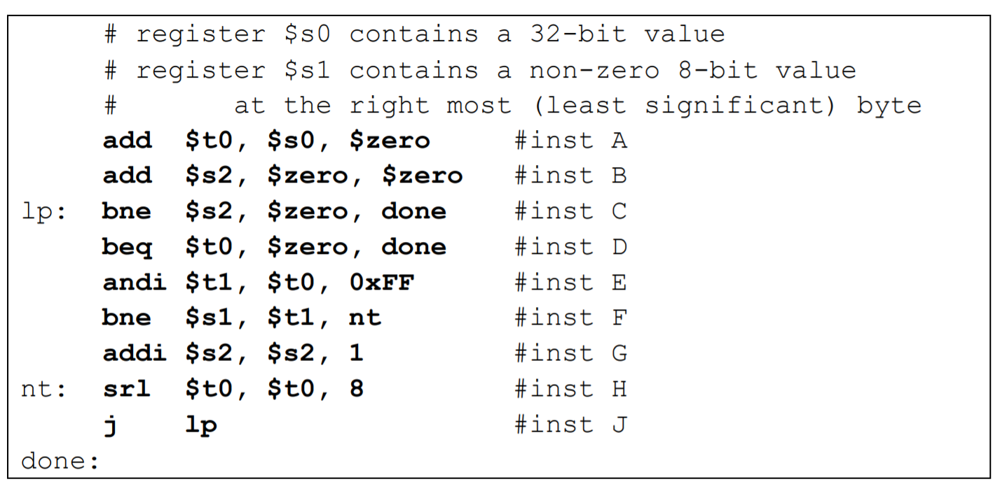 # register $s0 contains a 32-bit value
# register $s1 contains a non-zero 8-bit value
#       at the right most (least significant) byte
add  $t0, $s0, $zero     #inst A
add  $s2, $zero, $zero   #inst B
lp:  bne  $s2, $zero, done    #inst C
beq  $t0, $zero, done    #inst D
andi $t1, $t0, 0xFF      #inst E
bne  $s1, $t1, nt        #inst F
addi $s2, $s2, 1         #inst G
nt:  srl  $t0, $t0, 8         #inst H
j    lp                  #inst J
done: